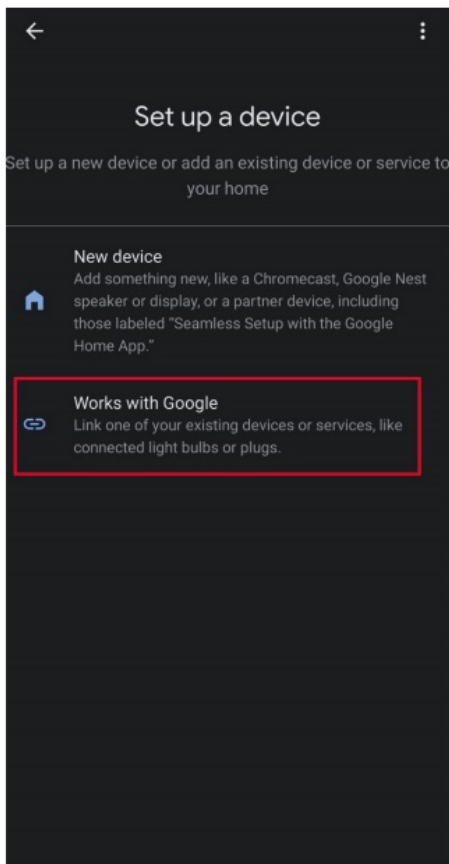 Set up a device
Set up a new device or add an existing device or service to
your home
New device
Add something new, like a Chromecast, Google Nest
speaker or display, or a partner device, including
those labeled "Seamless Setup with the Google
Home App."
Works with Google
Link one of your existing devices or services, like
connected light bulbs or plugs.